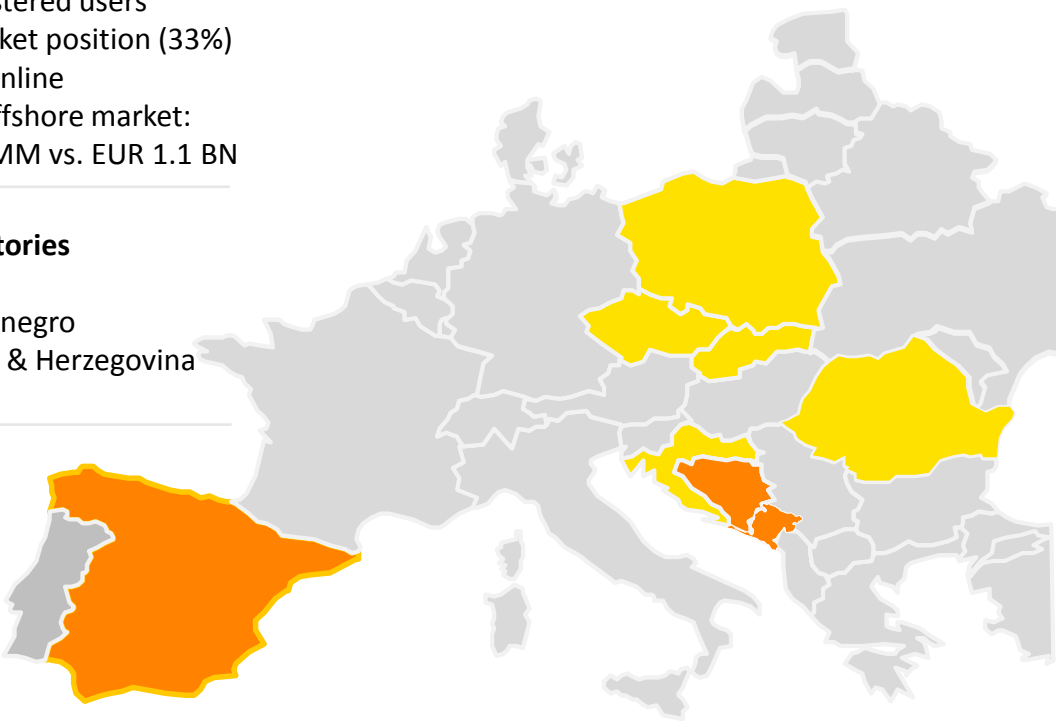 stered users
ket position (33%)
nline
ffshore market:
MM vs. EUR 1.1 BN
tories
negro
& Herzegovina